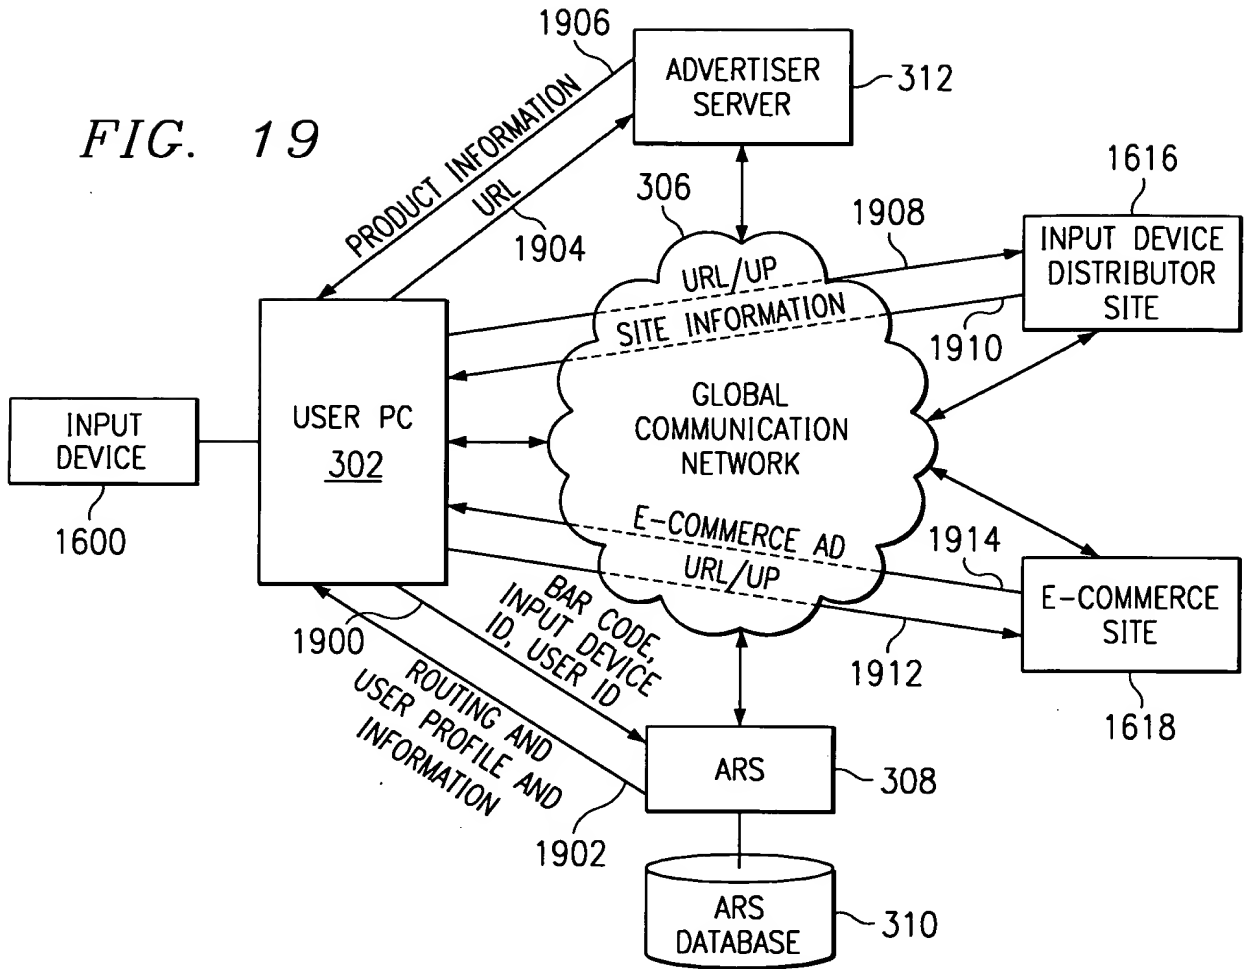 1906
ADVERTISER
SERVER
312
FIG. 19
PRODUCT INFORMATION
URL
1904
306
1908
1616
INPUT DEVICE
DISTRIBUTOR
SITE
URL/UP
SITE INFORMATION
1910
GLOBAL
COMMUNICATION
NETWORK
USER PC
302
INPUT
DEVICE
1600
E-COMMERCE AD
URL/UP
1914
E-COMMERCE
SITE
1912
1618
1900
BAR CODE,
INPUT DEVICE
ID, USER ID
ROUTING AND
USER PROFILE AND
INFORMATION
1902
ARS
308
ARS
DATABASE
310